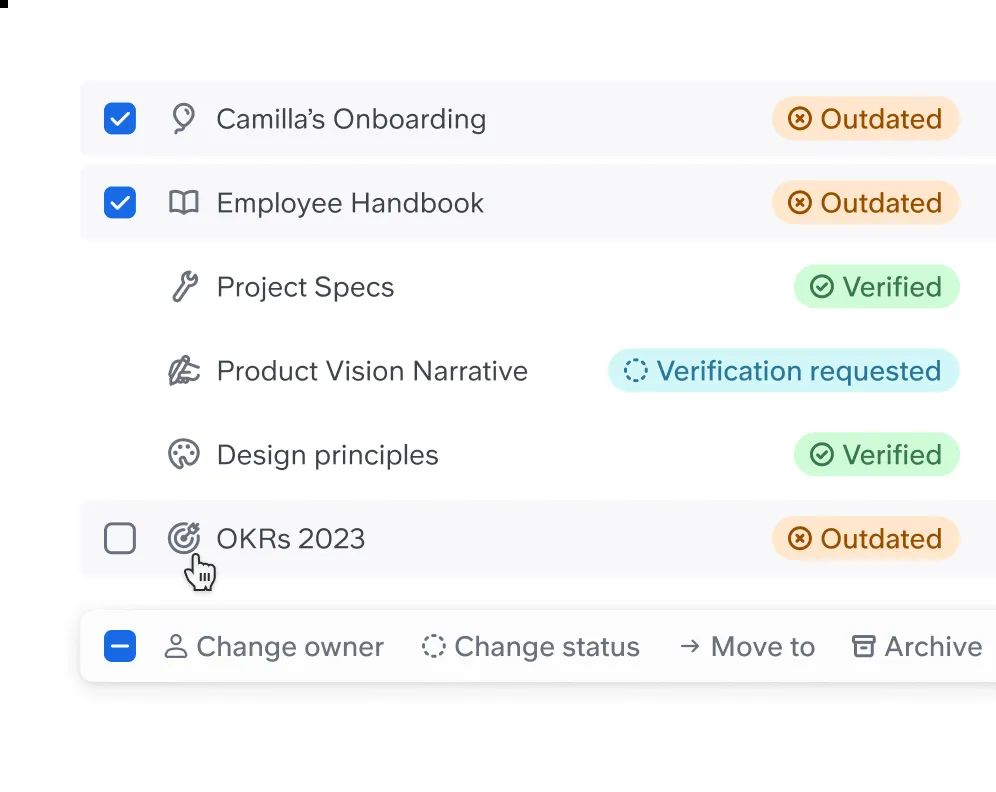 Camilla’s Onboarding Outdated
Employee Handbook Outdated
Project Specs Verified
Product Vision Narrative Verification requested
Design principles Verified
OKRs 2023 Outdated
Change owner Change status Move to Archive